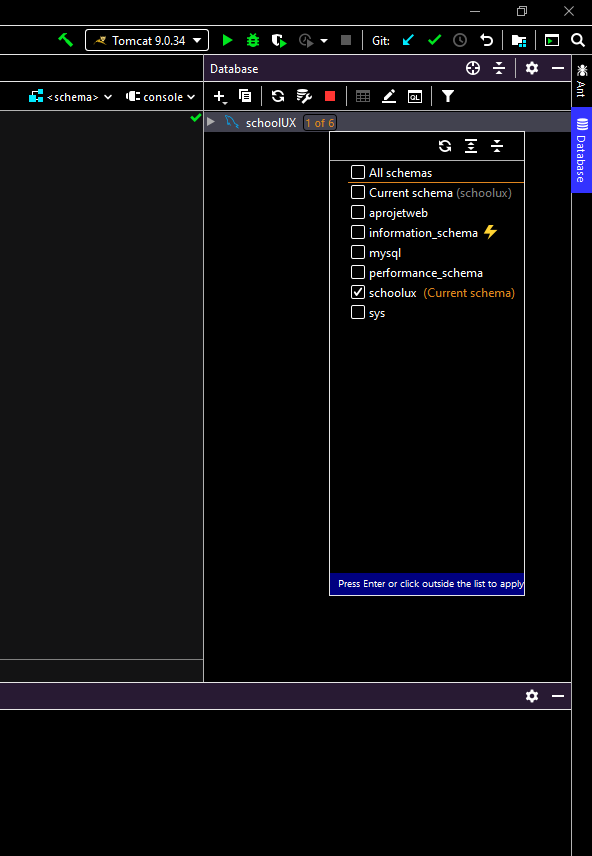 Tomcat 9.0.34
Git:
Database
<schema>
console
QL
Ant
Database
schoolUX 1 of 6
All schemas
Current schema (schoolux)
aprojetweb
information_schema
mysql
performance_schema
schoolux (Current schema)
sys
Press Enter or click outside the list to apply